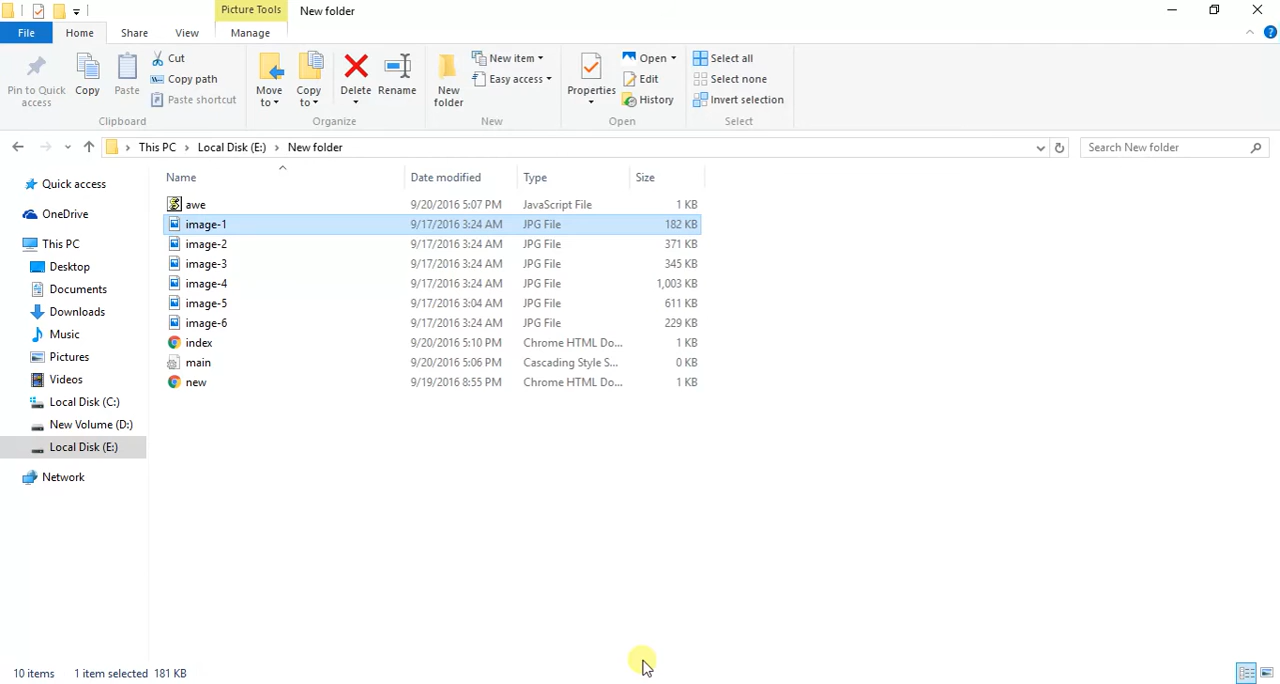 Picture Tools New folder
File Home Share View Manage
Pin to Quick access
Copy
Paste
Cut
Copy path
Paste shortcut
Clipboard
Move to
Copy to
Delete
Rename
Organize
New folder
New item
Easy access
New
Properties
Open
Edit
History
Open
Select all
Select none
Invert selection
Select
This PC Local Disk (E:) New folder
Search New folder
Quick access
OneDrive
This PC
Desktop
Documents
Downloads
Music
Pictures
Videos
Local Disk (C:)
New Volume (D:)
Local Disk (E:)
Network
Name Date modified Type Size
awe 9/20/2016 5:07 PM JavaScript File 1 KB
image-1 9/17/2016 3:24 AM JPG File 182 KB
image-2 9/17/2016 3:24 AM JPG File 371 KB
image-3 9/17/2016 3:24 AM JPG File 345 KB
image-4 9/17/2016 3:24 AM JPG File 1,003 KB
image-5 9/17/2016 3:04 AM JPG File 611 KB
image-6 9/17/2016 3:24 AM JPG File 229 KB
index 9/20/2016 5:10 PM Chrome HTML Do... 1 KB
main 9/20/2016 5:06 PM Cascading Style S... 0 KB
new 9/19/2016 8:55 PM Chrome HTML Do... 1 KB
10 items 1 item selected 181 KB